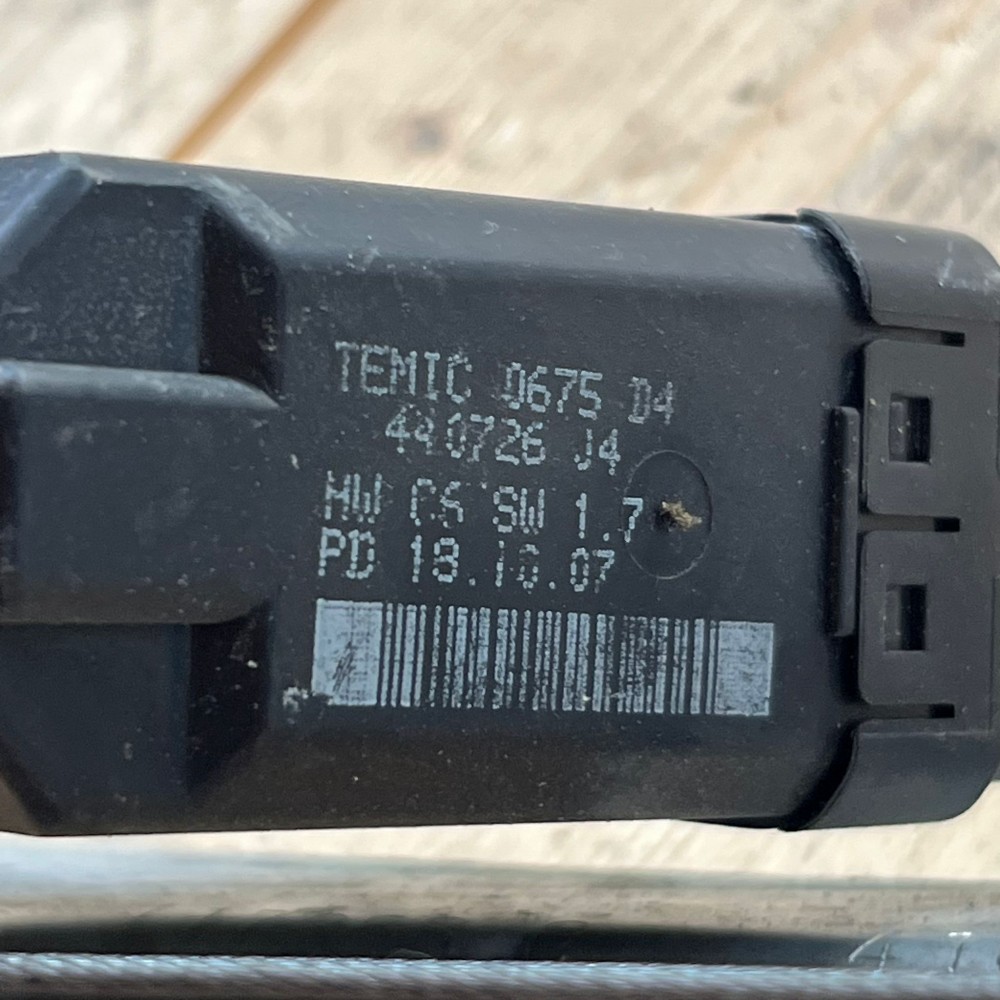 TEMIC 0675 D4
440726 J4
HW C6 SW 1.7
PD 18.10.07